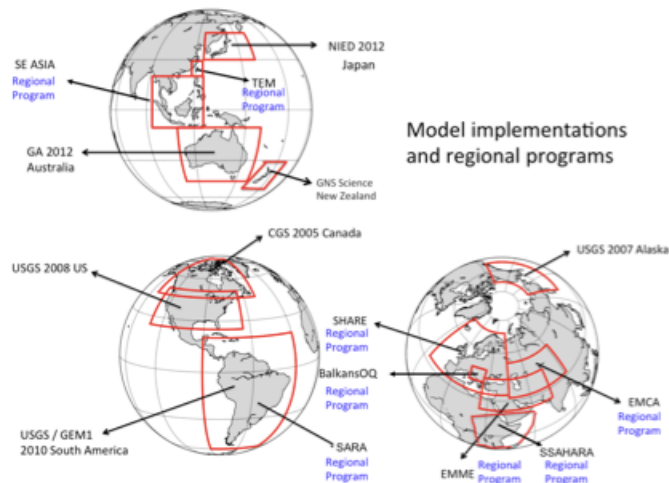 NIED 2012
Japan
SE ASIA
Regional
Program
TEM
Regional
Program
Model implementations
and regional programs
GA 2012
Australia
GNS Science
New Zealand
CGS 2005 Canada
USGS 2008 US
USGS 2007 Alaska
SHARE
Regional
Program
BalkansOQ
Regional
Program
EMCA
Regional
Program
USGS / GEM1
2010 South America
SARA
Regional
Program
EMME
Regional
Program
SSAHARA
Regional
Program